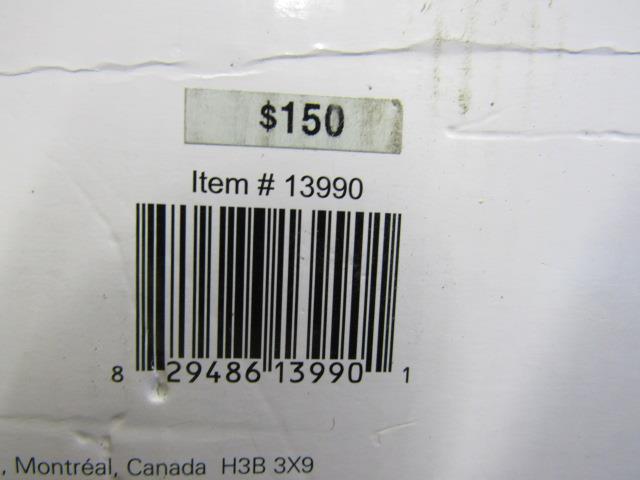 $150
Item # 13990
8 29486 13990 1
, Montréal, Canada H3B 3X9